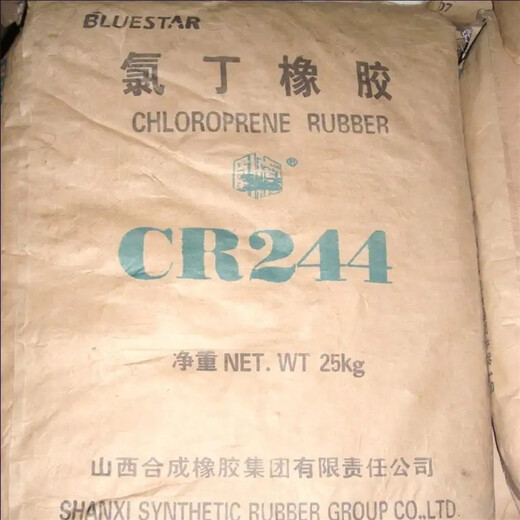 BLUESTAR
氯丁橡胶
CHLOROPRENE RUBBER
®
CR244
净重 NET. WT 25kg
山西合成橡胶集团有限责任公司
SHANXI SYNTHETIC RUBBER GROUP CO.,LTD.